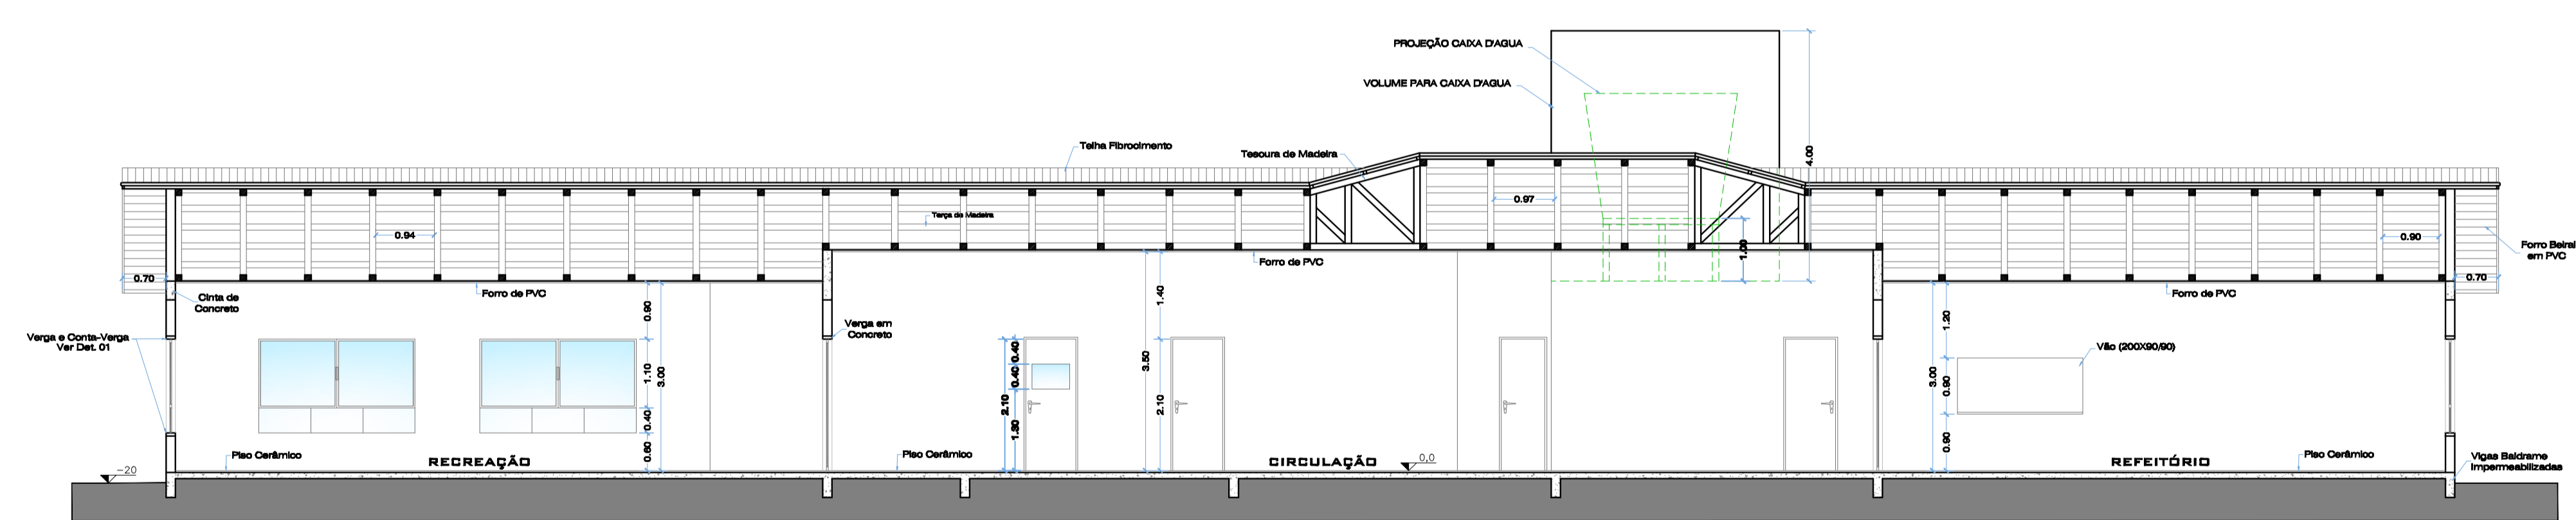 PROJEÇÃO CAIXA D'AGUA
VOLUME PARA CAIXA D'AGUA
Telha Fibrocimento
Tesoura de Madeira
4.00
0.97
Terça de Madeira
0.94
0.90
Forro Beiral
em PVC
1.00
0.70
Forro de PVC
0.70
Cinta de
Concreto
Forro de PVC
Forro de PVC
0.90
1.40
1.20
Verga e Conta-Verga
Ver Det. 01
Verga em
Concreto
Vão (200X90/90)
0.40
0.40
3.50
1.10
3.00
3.00
0.90
2.10
1.30
2.10
0.40
0.60
0.90
Piso Cerâmico
RECREAÇÃO
Piso Cerâmico
CIRCULAÇÃO
0,0
REFEITÓRIO
Piso Cerâmico
Vigas Baldrame
Impermeabilizadas
-20